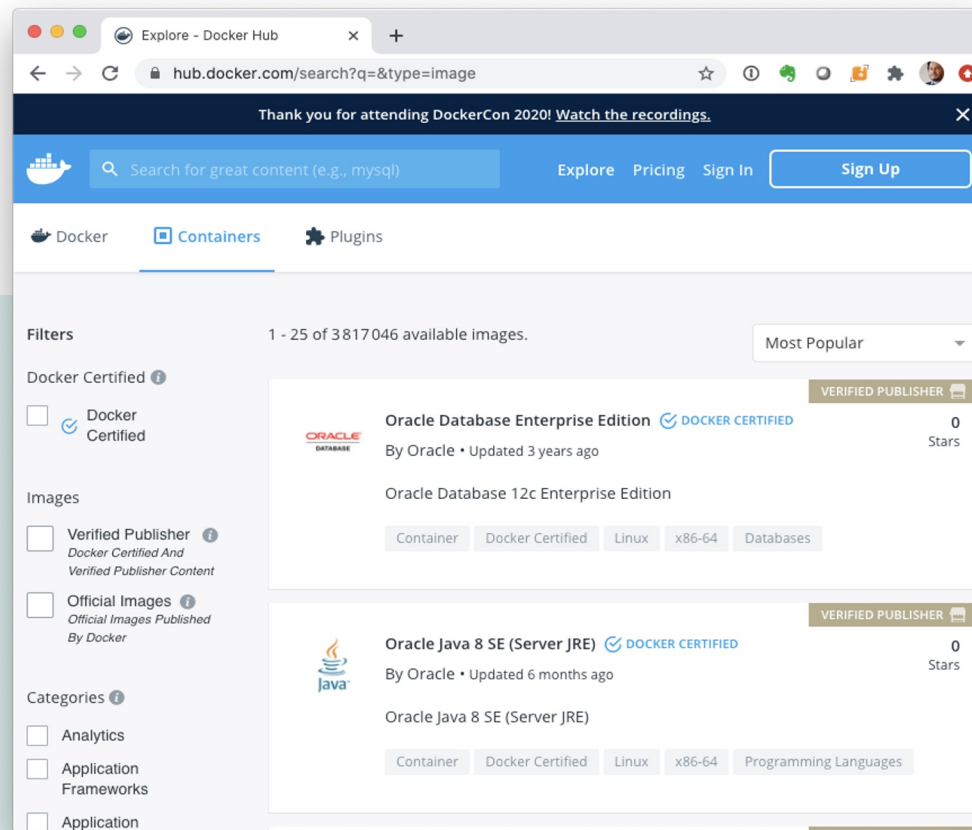 Explore - Docker Hub
hub.docker.com/search?q=&type=image
Thank you for attending DockerCon 2020! Watch the recordings.
Search for great content (e.g., mysql)
Explore
Pricing
Sign In
Sign Up
Docker
Containers
Plugins
Filters
1 - 25 of 3 817 046 available images.
Most Popular
Docker Certified
Docker
Certified
Images
Verified Publisher
Docker Certified And
Verified Publisher Content
Official Images
Official Images Published
By Docker
Categories
Analytics
Application
Frameworks
Application
VERIFIED PUBLISHER
ORACLE
DATABASE
Oracle Database Enterprise Edition DOCKER CERTIFIED
0
Stars
By Oracle • Updated 3 years ago
Oracle Database 12c Enterprise Edition
Container Docker Certified Linux x86-64 Databases
VERIFIED PUBLISHER
Java
Oracle Java 8 SE (Server JRE) DOCKER CERTIFIED
0
Stars
By Oracle • Updated 6 months ago
Oracle Java 8 SE (Server JRE)
Container Docker Certified Linux x86-64 Programming Languages